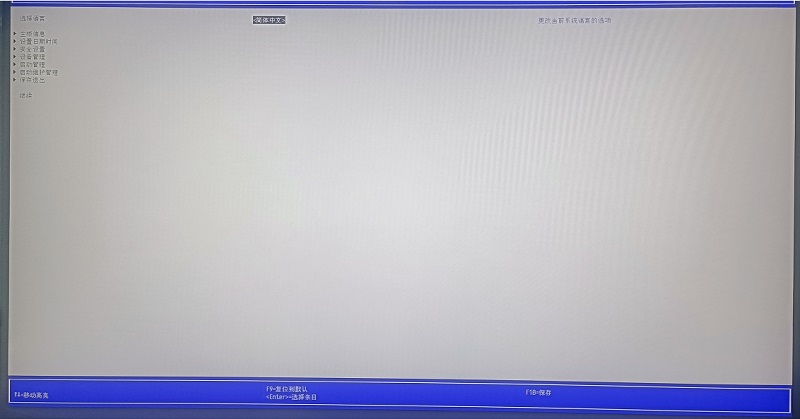 选择语言 <简体中文> 更改当前系统语言的选项
▶ 主板信息
▶ 设置日期时间
▶ 安全设置
▶ 设备管理
▶ 启动管理
▶ 启动维护管理
▶ 保存退出
继续
F9=复位到默认
↑↓=移动高亮 <Enter>=选择条目 F10=保存